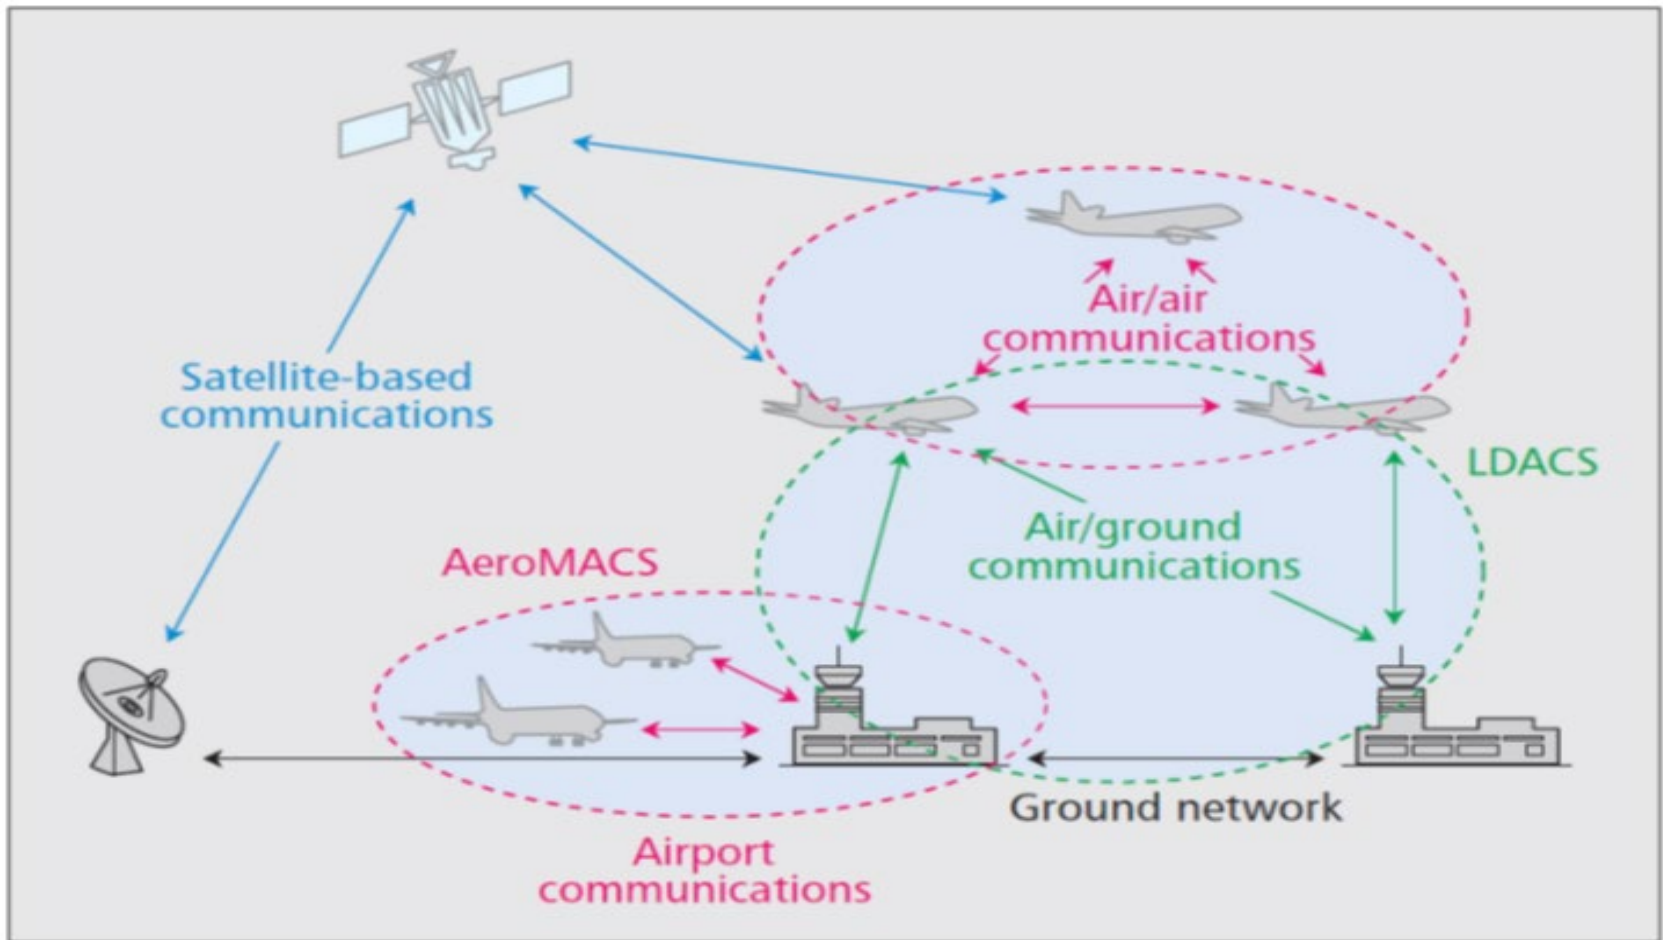 Air/air
communications
Satellite-based
communications
LDACS
Air/ground
communications
AeroMACS
Ground network
Airport
communications